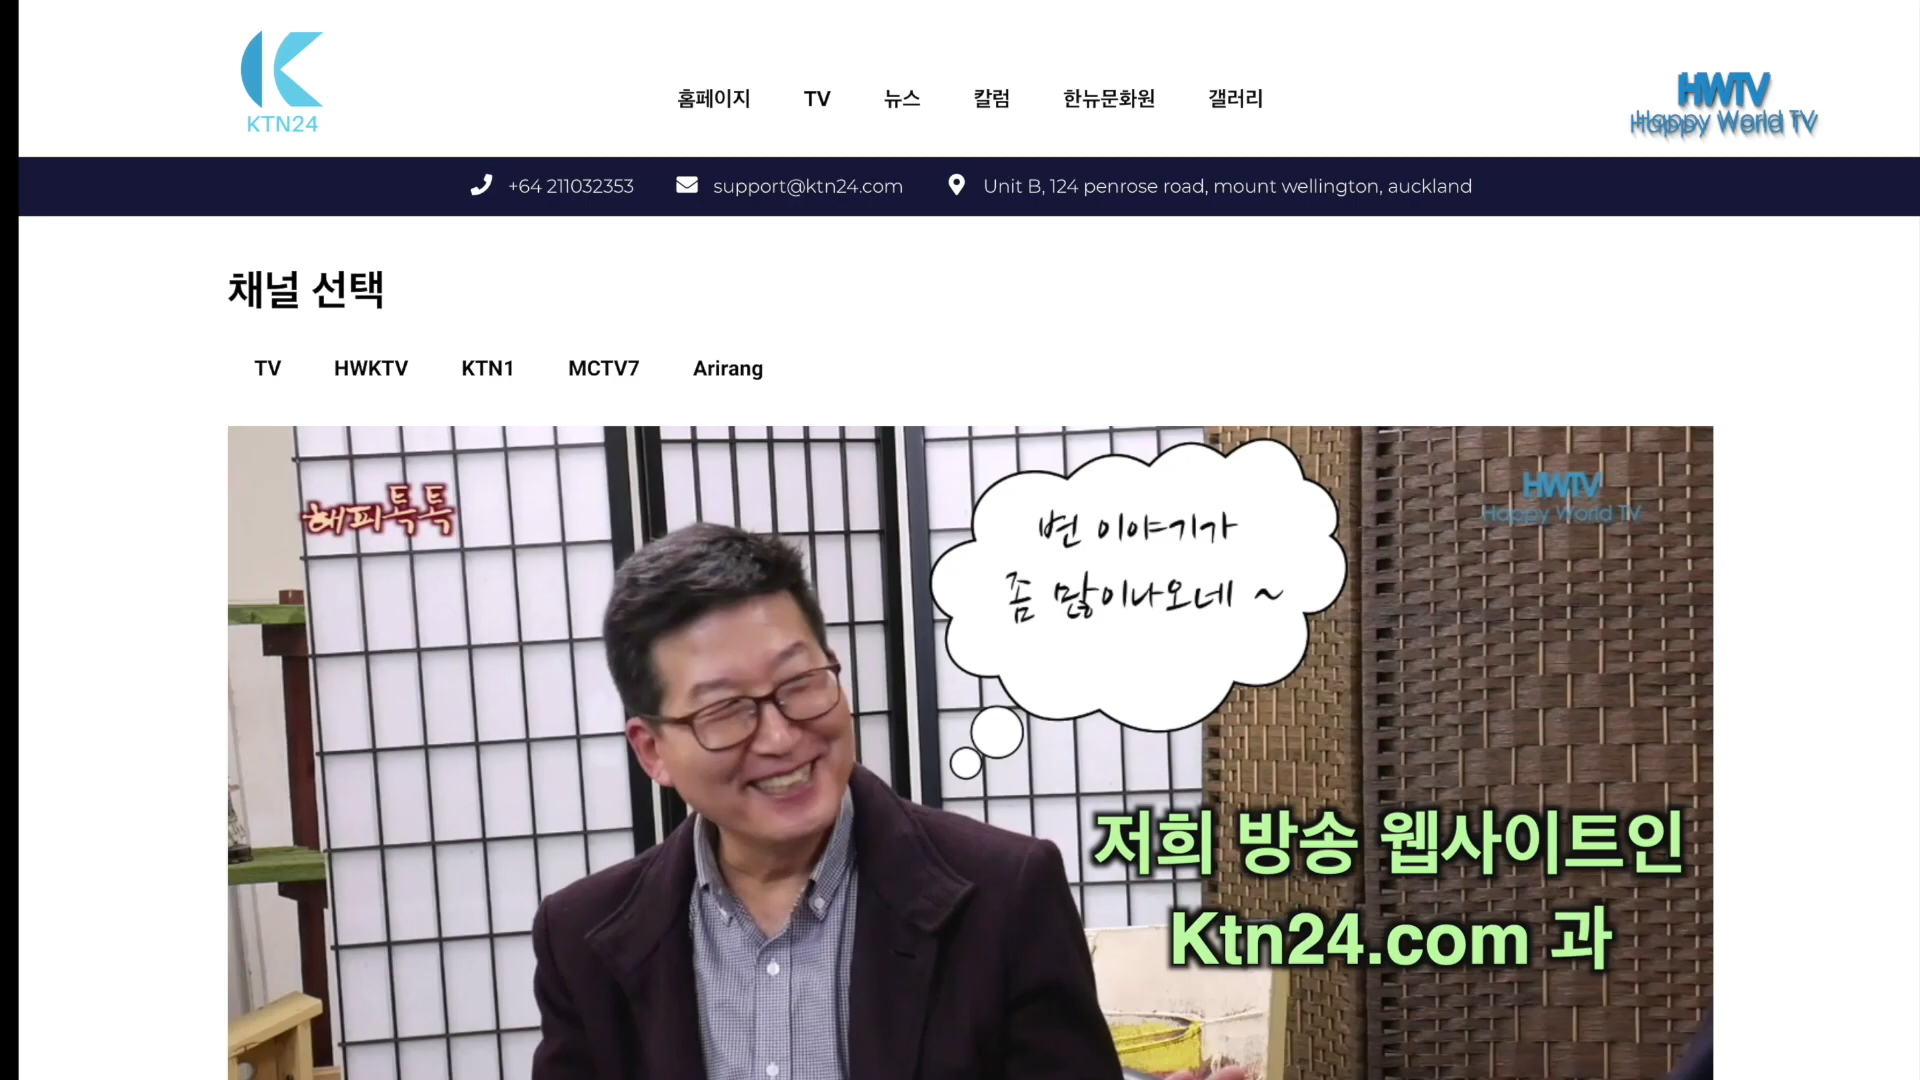 KTN24
홈페이지 TV 뉴스 칼럼 한뉴문화원 갤러리
HWTV
Happy World TV
+64 211032353 support@ktn24.com Unit B, 124 penrose road, mount wellington, auckland
채널 선택
TV HWKTV KTN1 MCTV7 Arirang
해피톡톡
변 이야기가
좀 많이나오네 ~
HWTV
Happy World TV
저희 방송 웹사이트인
Ktn24.com 과